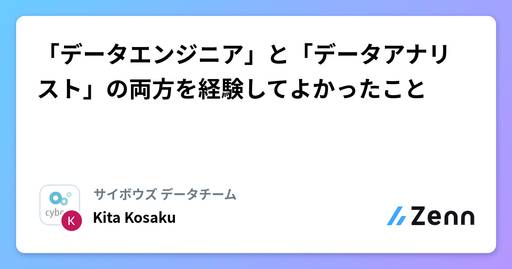 「データエンジニア」と「データアナリ
スト」の両方を経験してよかったこと
サイボウズ データチーム
Kita Kosaku
K
Zenn